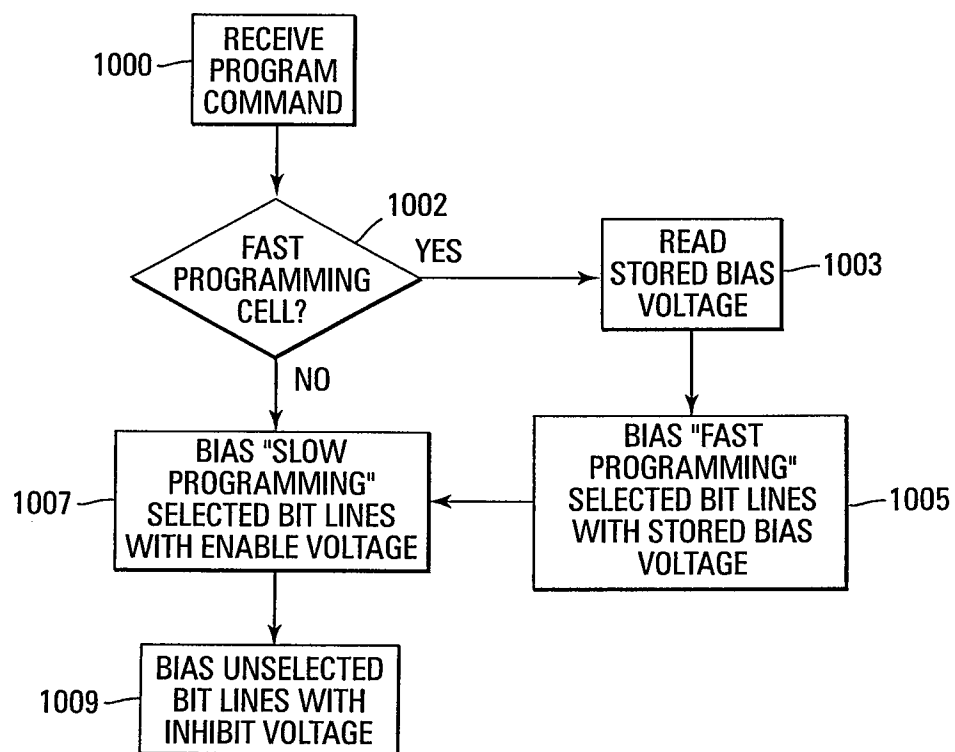 1000
RECEIVE
PROGRAM
COMMAND
1002
FAST
PROGRAMMING
CELL?
YES
READ
STORED BIAS
VOLTAGE
1003
NO
1007
BIAS "SLOW
PROGRAMMING"
SELECTED BIT LINES
WITH ENABLE VOLTAGE
BIAS "FAST
PROGRAMMING"
SELECTED BIT LINES
WITH STORED BIAS
VOLTAGE
1005
1009
BIAS UNSELECTED
BIT LINES WITH
INHIBIT VOLTAGE